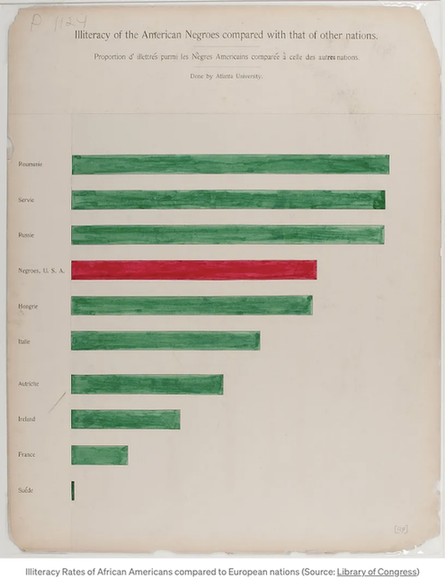 P 1124
Illiteracy of the American Negroes compared with that of other nations.
Proportion d' illettrés parmi les Nègres Americains comparée à celle des autres nations.
Done by Atlanta University.
Roumanie
Servie
Russie
Negroes, U. S. A.
Hongrie
Italie
Autriche
Ireland
France
Suède
Illiteracy Rates of African Americans compared to European nations (Source: Library of Congress)